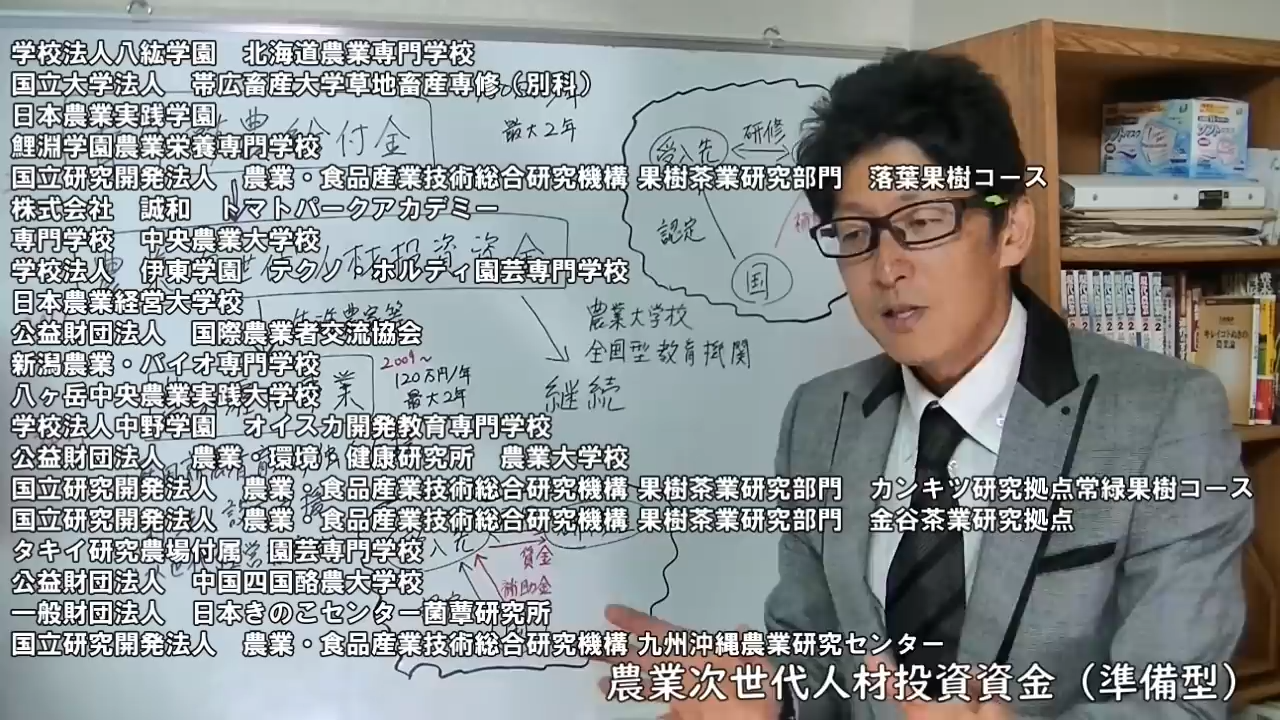 学校法人八紘学園　北海道農業専門学校
国立大学法人　帯広畜産大学草地畜産専修（別科）
日本農業実践学園
鯉淵学園農業栄養専門学校
国立研究開発法人　農業・食品産業技術総合研究機構 果樹茶業研究部門　落葉果樹コース
株式会社　誠和　トマトパークアカデミー
専門学校　中央農業大学校
学校法人　伊東学園　テクノ・ホルティ園芸専門学校
日本農業経営大学校
公益財団法人　国際農業者交流協会
新潟農業・バイオ専門学校
八ヶ岳中央農業実践大学校
学校法人中野学園　オイスカ開発教育専門学校
公益財団法人　農業・環境・健康研究所　農業大学校
国立研究開発法人　農業・食品産業技術総合研究機構 果樹茶業研究部門　カンキツ研究拠点常緑果樹コース
国立研究開発法人　農業・食品産業技術総合研究機構 果樹茶業研究部門　金谷茶業研究拠点
タキイ研究農場付属　園芸専門学校
公益財団法人　中国四国酪農大学校
一般財団法人　日本きのこセンター菌蕈研究所
国立研究開発法人　農業・食品産業技術総合研究機構 九州沖縄農業研究センター
農業次世代人材投資資金（準備型）
給付金
最大2年
受入先
研修
認定
国
人材投資資金
農業大学校
全国型教育機関
継続
2009～
120万円/年
最大2年
業
入先
資金
補助金
ソフトマスク